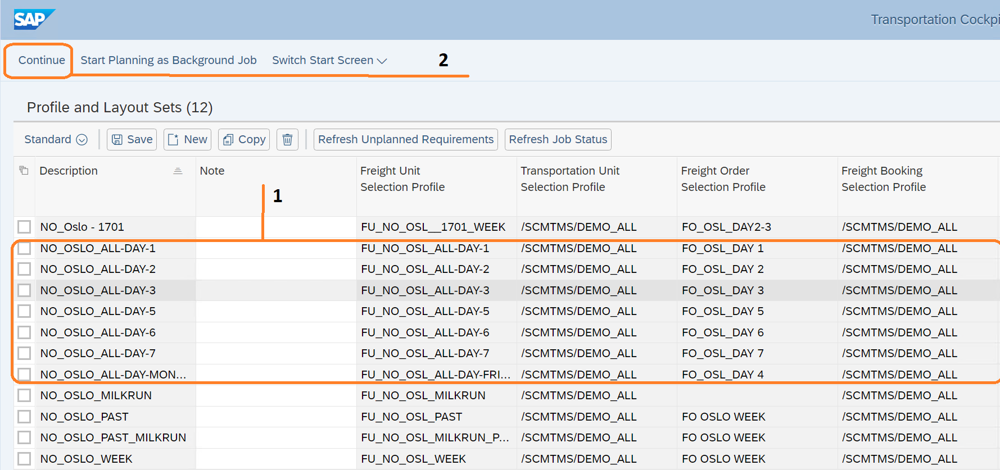 SAP
Transportation Cockpi
Continue Start Planning as Background Job Switch Start Screen 2
Profile and Layout Sets (12)
Standard Save New Copy Refresh Unplanned Requirements Refresh Job Status
Description Note Freight Unit Transportation Unit Freight Order Freight Booking
Selection Profile Selection Profile Selection Profile Selection Profile
1
NO_Oslo - 1701 FU_NO_OSL__1701_WEEK /SCMTMS/DEMO_ALL FO_OSL_DAY2-3 /SCMTMS/DEMO_ALL
NO_OSLO_ALL-DAY-1 FU_NO_OSL_ALL-DAY-1 /SCMTMS/DEMO_ALL FO_OSL_DAY 1 /SCMTMS/DEMO_ALL
NO_OSLO_ALL-DAY-2 FU_NO_OSL_ALL-DAY-2 /SCMTMS/DEMO_ALL FO_OSL_DAY 2 /SCMTMS/DEMO_ALL
NO_OSLO_ALL-DAY-3 FU_NO_OSL_ALL-DAY-3 /SCMTMS/DEMO_ALL FO_OSL_DAY 3 /SCMTMS/DEMO_ALL
NO_OSLO_ALL-DAY-5 FU_NO_OSL_ALL-DAY-5 /SCMTMS/DEMO_ALL FO_OSL_DAY 5 /SCMTMS/DEMO_ALL
NO_OSLO_ALL-DAY-6 FU_NO_OSL_ALL-DAY-6 /SCMTMS/DEMO_ALL FO_OSL_DAY 6 /SCMTMS/DEMO_ALL
NO_OSLO_ALL-DAY-7 FU_NO_OSL_ALL-DAY-7 /SCMTMS/DEMO_ALL FO_OSL_DAY 7 /SCMTMS/DEMO_ALL
NO_OSLO_ALL-DAY-MON... FU_NO_OSL_ALL-DAY-FRI... /SCMTMS/DEMO_ALL FO_OSL_DAY 4 /SCMTMS/DEMO_ALL
NO_OSLO_MILKRUN FU_NO_OSL_MILKRUN /SCMTMS/DEMO_ALL /SCMTMS/DEMO_ALL
NO_OSLO_PAST FU_NO_OSL_PAST /SCMTMS/DEMO_ALL FO OSLO WEEK /SCMTMS/DEMO_ALL
NO_OSLO_PAST_MILKRUN FU_NO_OSL_MILKRUN_P... /SCMTMS/DEMO_ALL FO OSLO WEEK /SCMTMS/DEMO_ALL
NO_OSLO_WEEK FU_NO_OSL_WEEK /SCMTMS/DEMO_ALL FO OSLO WEEK /SCMTMS/DEMO_ALL